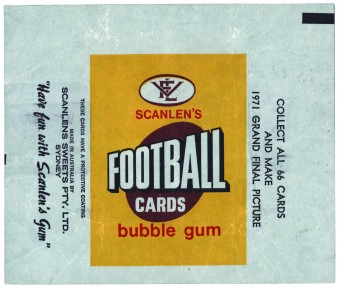 VFL
SCANLEN'S
FOOTBALL
CARDS
bubble gum
COLLECT ALL 66 CARDS
AND MAKE
1971 GRAND FINAL PICTURE
THESE CARDS HAVE A PROTECTIVE COATING
MADE IN AUSTRALIA BY
SCANLENS SWEETS PTY. LTD.
SYDNEY
"Have fun with Scanlen's Gum"